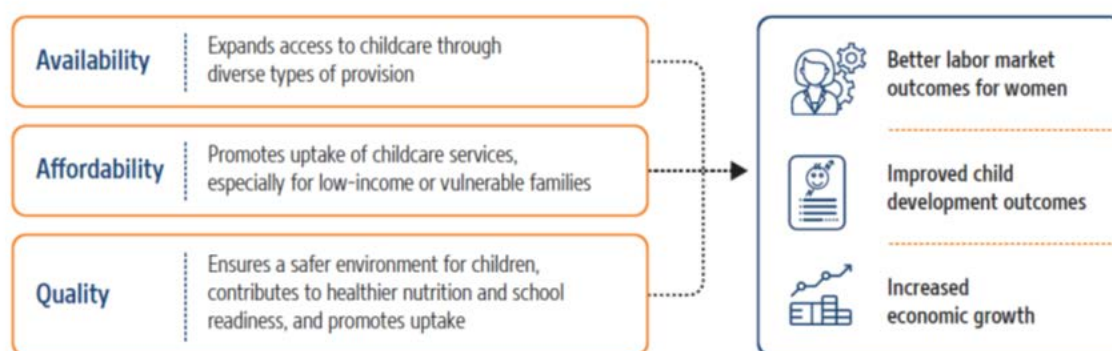 Availability
Expands access to childcare through
diverse types of provision
Affordability
Promotes uptake of childcare services,
especially for low-income or vulnerable families
Quality
Ensures a safer environment for children,
contributes to healthier nutrition and school
readiness, and promotes uptake
Better labor market
outcomes for women
Improved child
development outcomes
Increased
economic growth